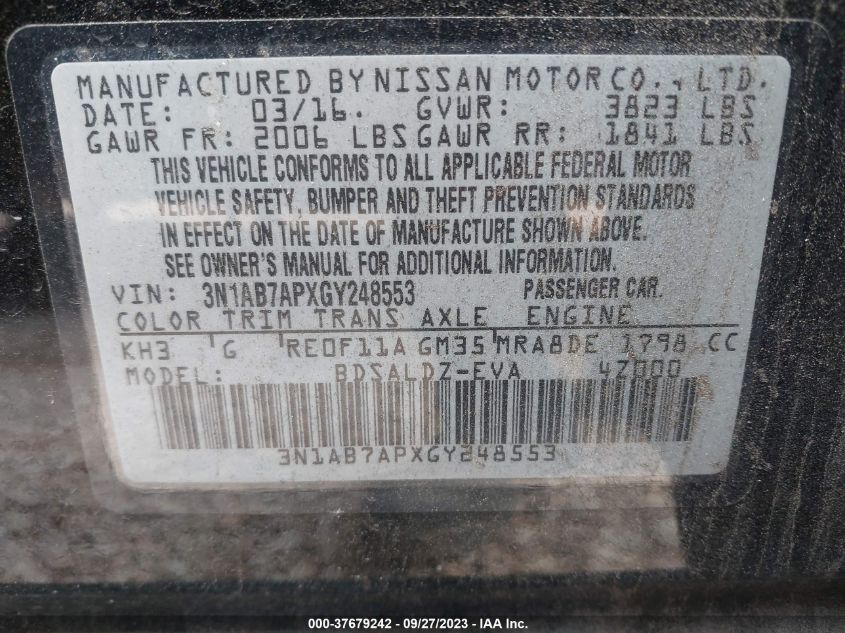 MANUFACTURED BY NISSAN MOTOR CO., LTD.
DATE: 03/16. GVWR: 3823 LBS
GAWR FR: 2006 LBS GAWR RR: 1841 LBS
THIS VEHICLE CONFORMS TO ALL APPLICABLE FEDERAL MOTOR
VEHICLE SAFETY, BUMPER AND THEFT PREVENTION STANDARDS
IN EFFECT ON THE DATE OF MANUFACTURE SHOWN ABOVE.
SEE OWNER'S MANUAL FOR ADDITIONAL INFORMATION.
VIN: 3N1AB7APXGY248553 PASSENGER CAR.
COLOR TRIM TRANS AXLE ENGINE
KH3 G RE0F11A GM35 MRA8DE 1798 CC
MODEL: BDSALDZ-EVA 4Z000
3N1AB7APXGY248553
000-37679242 - 09/27/2023 - IAA Inc.